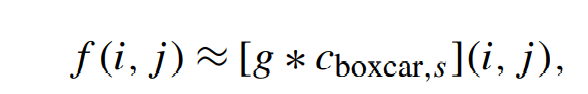 f(i, j) ≈ [g * c_boxcar,s](i, j),